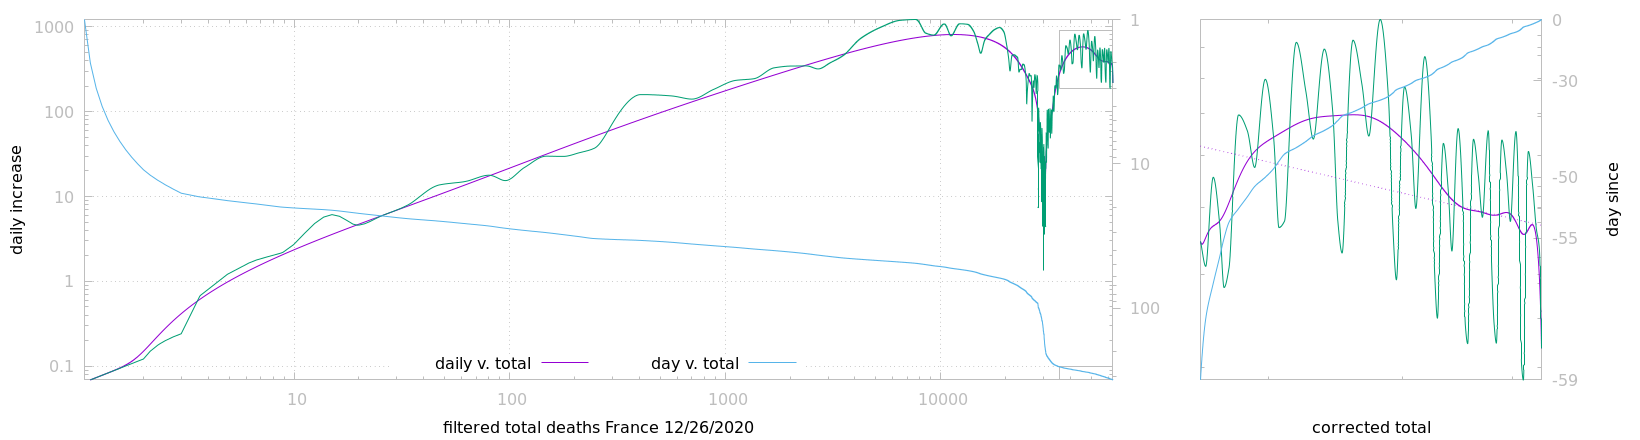 1000
100
10
1
0.1
daily increase
10
100
1000
10000
filtered total deaths France 12/26/2020
daily v. total
day v. total
1
10
100
0
-30
-50
-55
-59
day since
corrected total